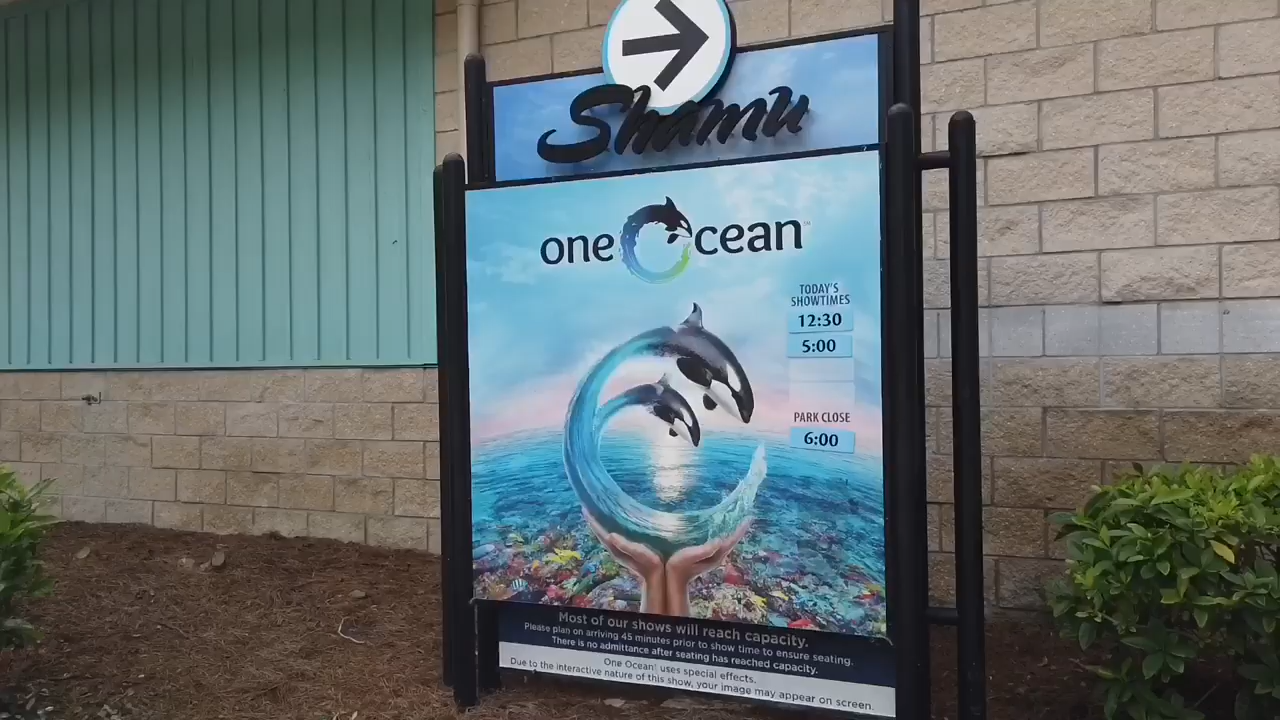 Shamu
one Ocean™
TODAY'S
SHOWTIMES
12:30
5:00
PARK CLOSE
6:00
Most of our shows will reach capacity.
Please plan on arriving 45 minutes prior to show time to ensure seating.
There is no admittance after seating has reached capacity.
One Ocean® uses special effects.
Due to the interactive nature of this show, your image may appear on screen.